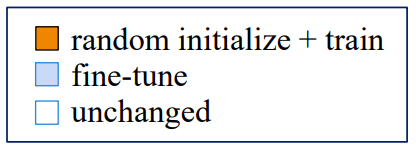 random initialize + train
fine-tune
unchanged